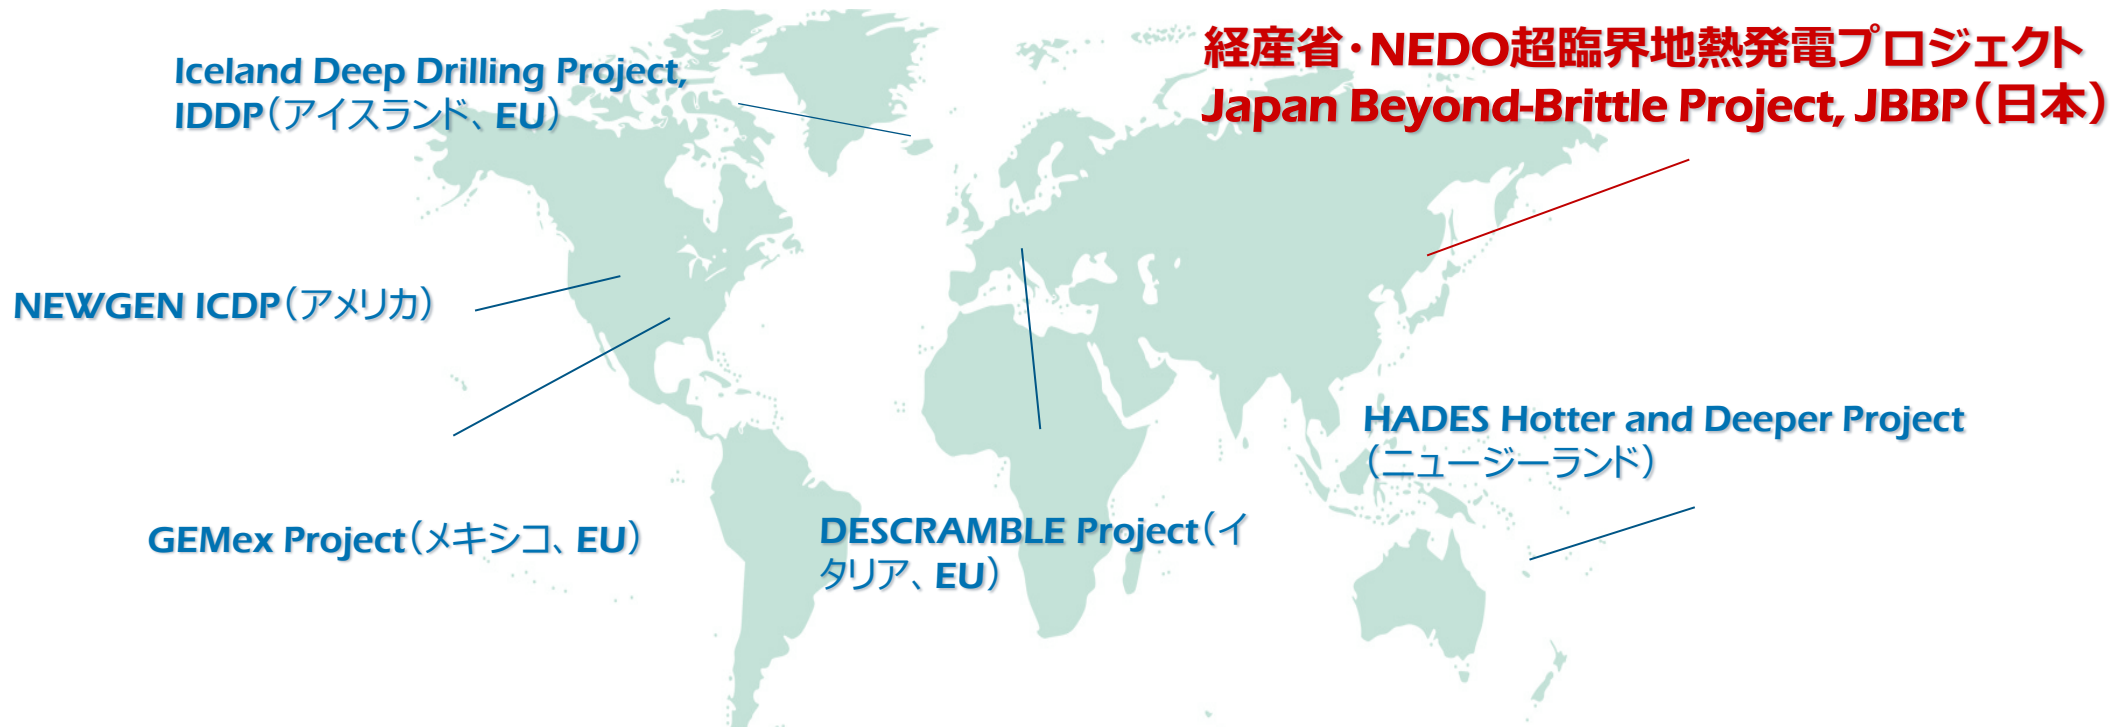 経産省・NEDO超臨界地熱発電プロジェクト
Japan Beyond-Brittle Project, JBBP（日本）
Iceland Deep Drilling Project,
IDDP（アイスランド、EU）
NEWGEN ICDP（アメリカ）
HADES Hotter and Deeper Project
（ニュージーランド）
GEMex Project（メキシコ、EU）
DESCRAMBLE Project（イ
タリア、EU）